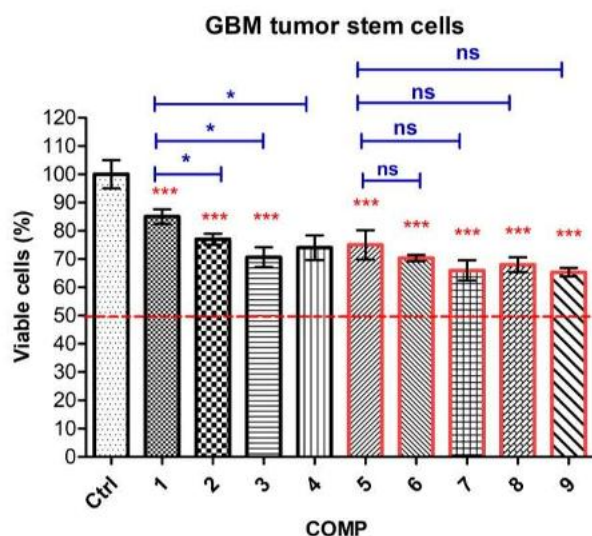 GBM tumor stem cells
ns
* ns
* ns
* ns
120
110
100
90
80
70
60
50
40
30
20
10
0
Viable cells (%)
*** *** *** *** *** *** *** ***
Ctrl 1 2 3 4 5 6 7 8 9
COMP